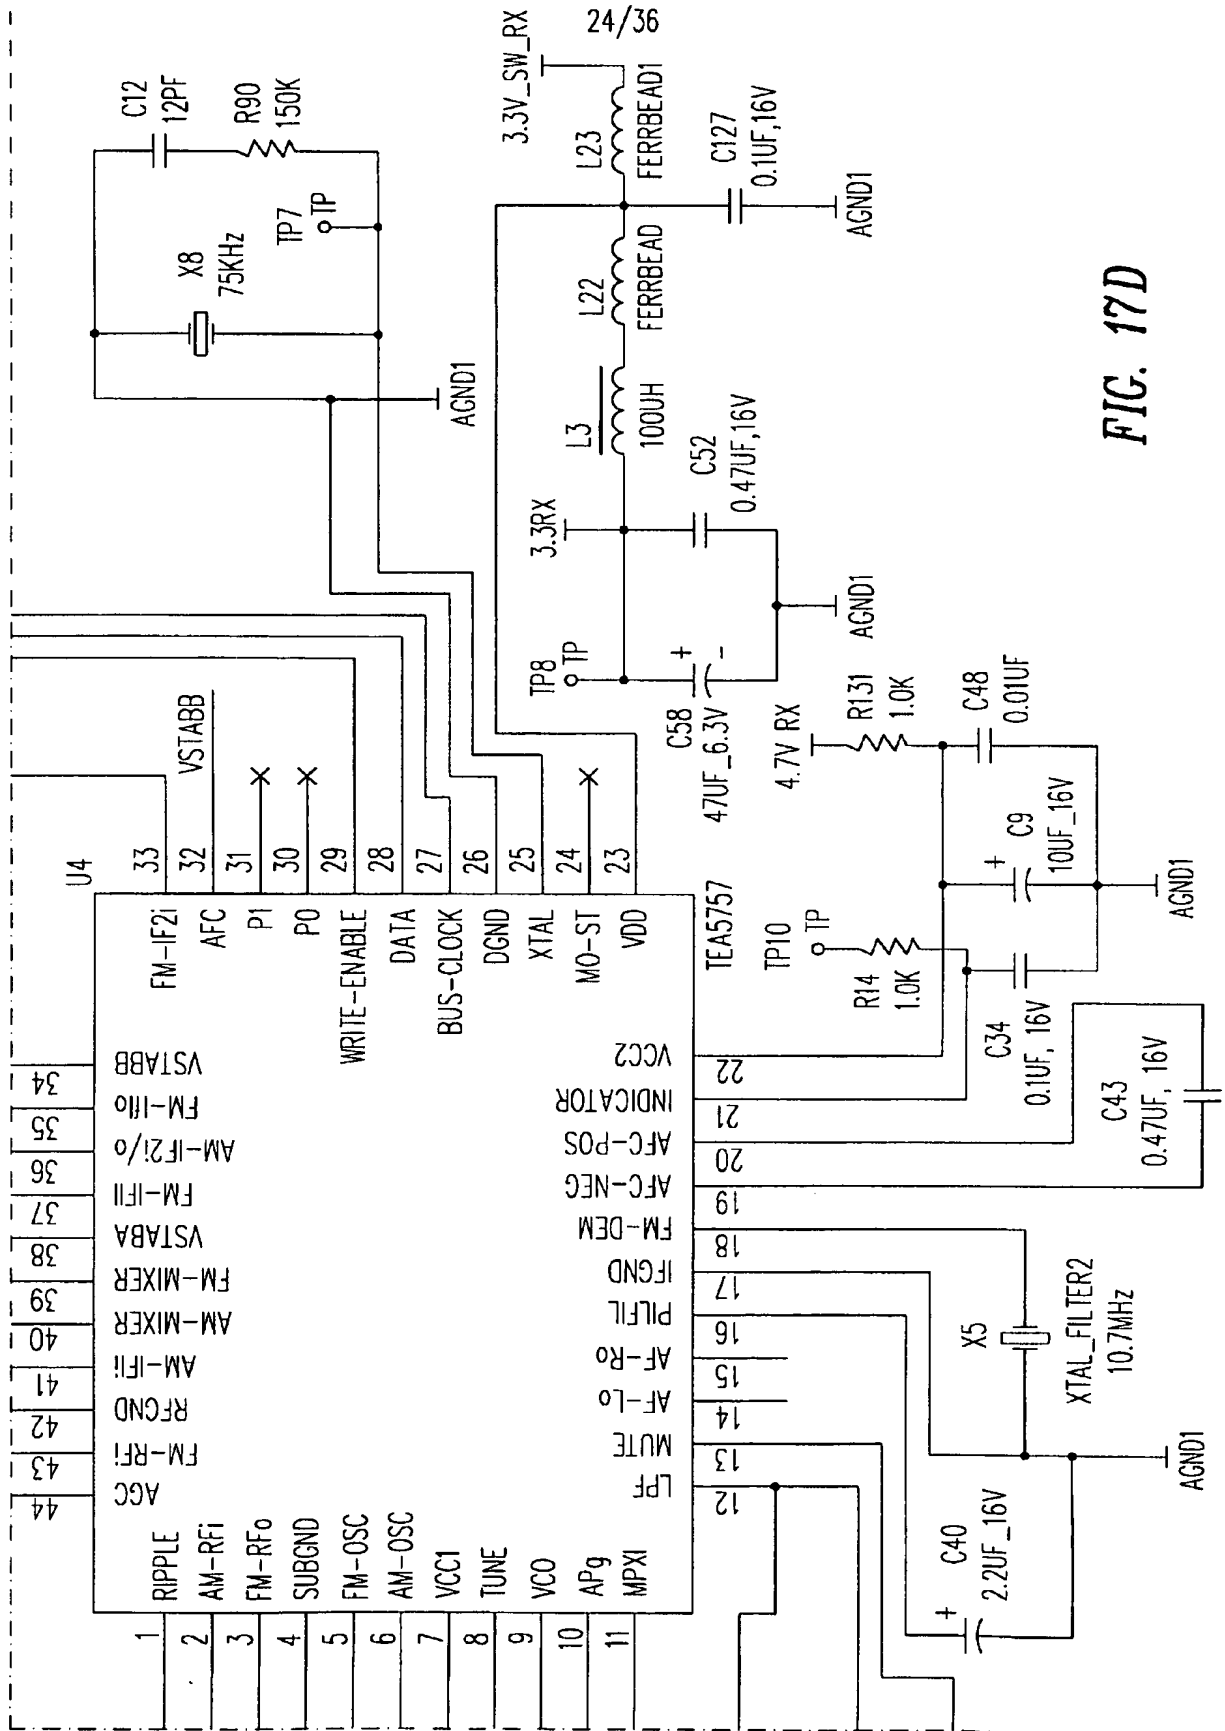 24/36
3.3V_SW_RX
C12
12PF
R90
150K
TP7
TP
X8
75KHz
AGND1
L23
FERRBEAD1
C127
0.1UF,16V
AGND1
L22
FERRBEAD
L3
100UH
3.3RX
C52
0.47UF,16V
TP8
TP
C58
47UF_6.3V
+
-
AGND1
VSTABB
U4
33
32
31
30
29
28
27
26
25
24
23
FM-IF2i
AFC
P1
P0
WRITE-ENABLE
DATA
BUS-CLOCK
DGND
XTAL
MO-ST
VDD
TEA5757
34
35
36
37
38
39
40
41
42
43
44
VSTABB
FM-IfIo
AM-IF2i/o
FM-IFII
VSTABA
FM-MIXER
AM-MIXER
AM-IFIi
RFGND
FM-RFi
AGC
RIPPLE
AM-RFi
FM-RFo
SUBGND
FM-OSC
AM-OSC
VCC1
TUNE
VCO
APg
MPXI
1
2
3
4
5
6
7
8
9
10
11
VCC2
INDICATOR
AFC-POS
AFC-NEG
FM-DEM
IFGND
PILFIL
AF-Ro
AF-Lo
MUTE
LPF
22
21
20
19
18
17
16
15
14
13
12
4.7V RX
R131
1.0K
C48
0.01UF
TP10
TP
R14
1.0K
C9
10UF_16V
+
C34
0.1UF, 16V
AGND1
C43
0.47UF, 16V
X5
XTAL_FILTER2
10.7MHz
C40
2.2UF_16V
+
AGND1
FIG. 17D